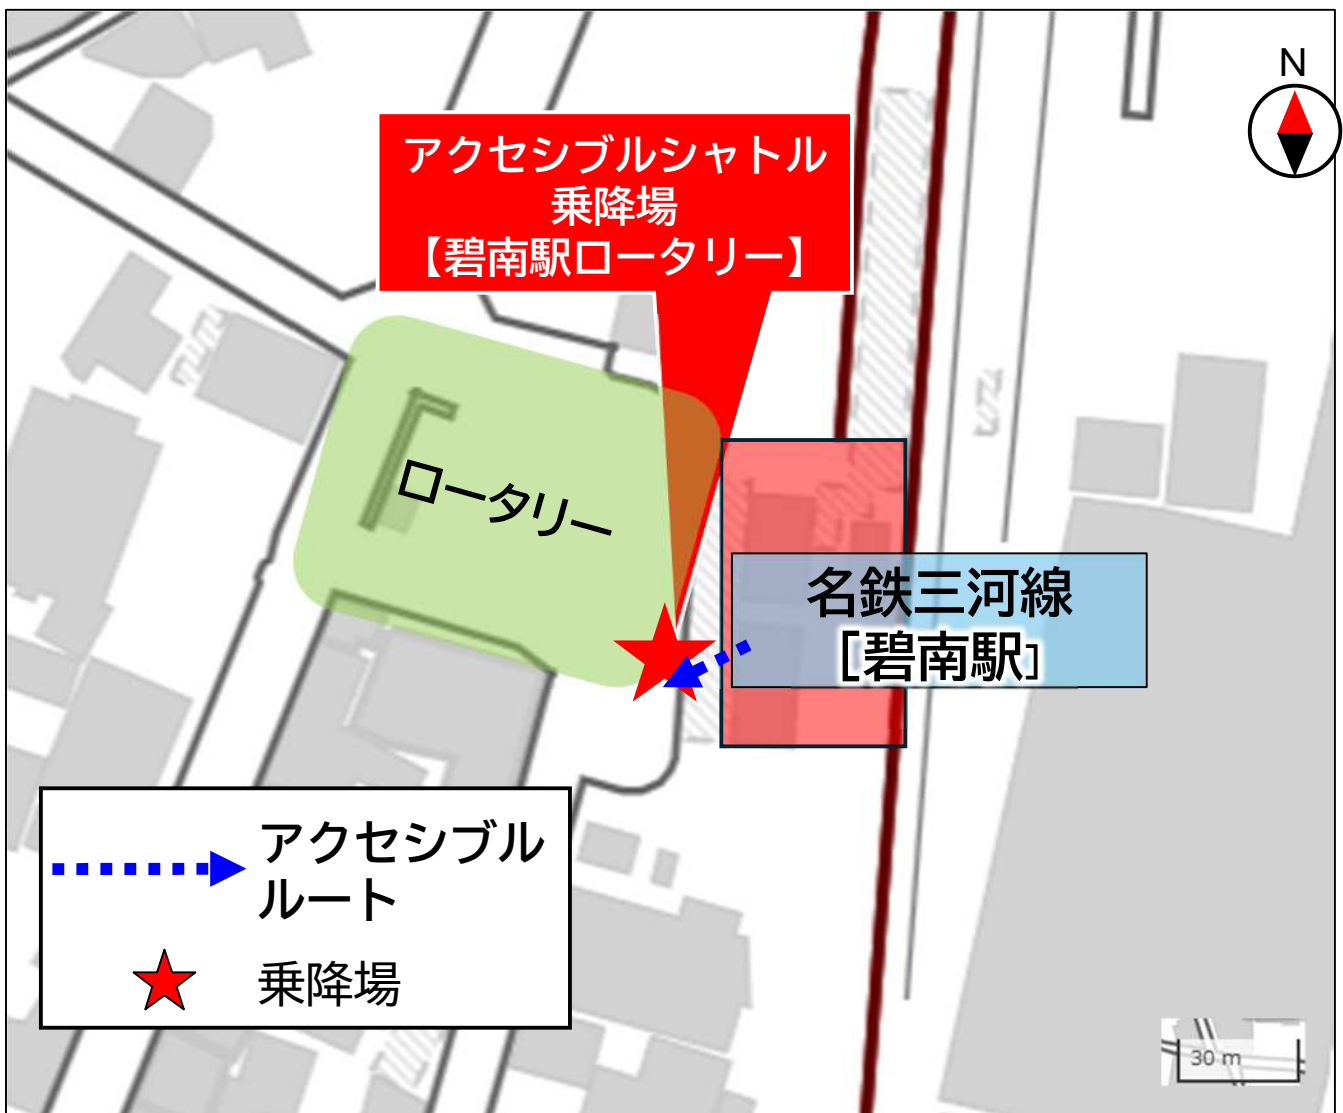 N
アクセシブルシャトル
乗降場
【碧南駅ロータリー】
ロータリー
名鉄三河線
［碧南駅］
アクセシブル
ルート
乗降場
30 m